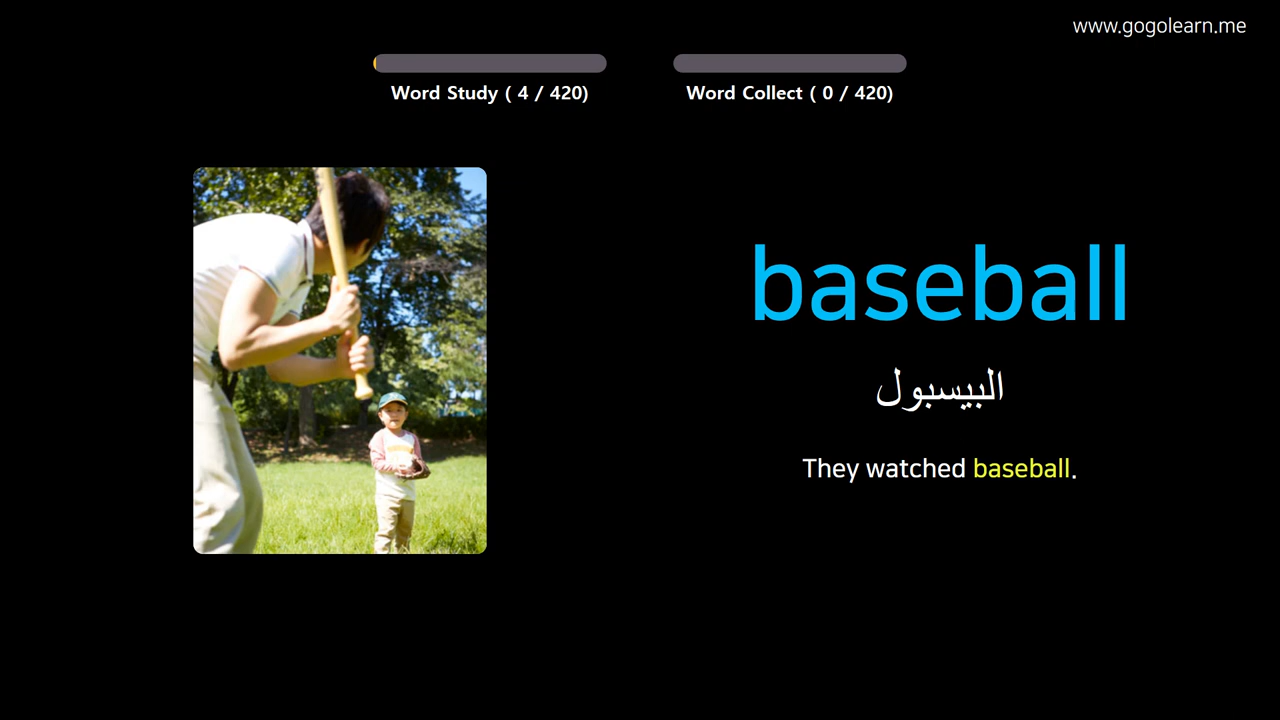 www.gogolearn.me
Word Study ( 4 / 420)
Word Collect ( 0 / 420)
baseball
البيسبول
They watched baseball.